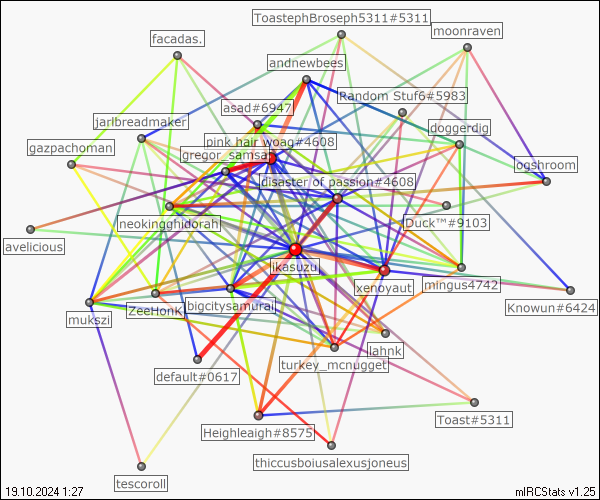 ToastephBroseph5311#5311
moonraven
facadas.
andnewbees
Random Stuf6#5983
asad#6947
jarlbreadmaker
doggerdig
pink hair woag#4608
gazpachoman
gregor_samsa
ogshroom
disaster of passion#4608
neokingghidorah
Duck™#9103
avelicious
likasuzu
xenoyaut
mingus4742
bigcitysamurai
ZeeHonK
Knowun#6424
mukszi
lahnk
turkey_mcnugget
default#0617
Toast#5311
Heighleaigh#8575
thiccusboiusalexusjoneus
tescoroll
19.10.2024 1:27
mIRCStats v1.25